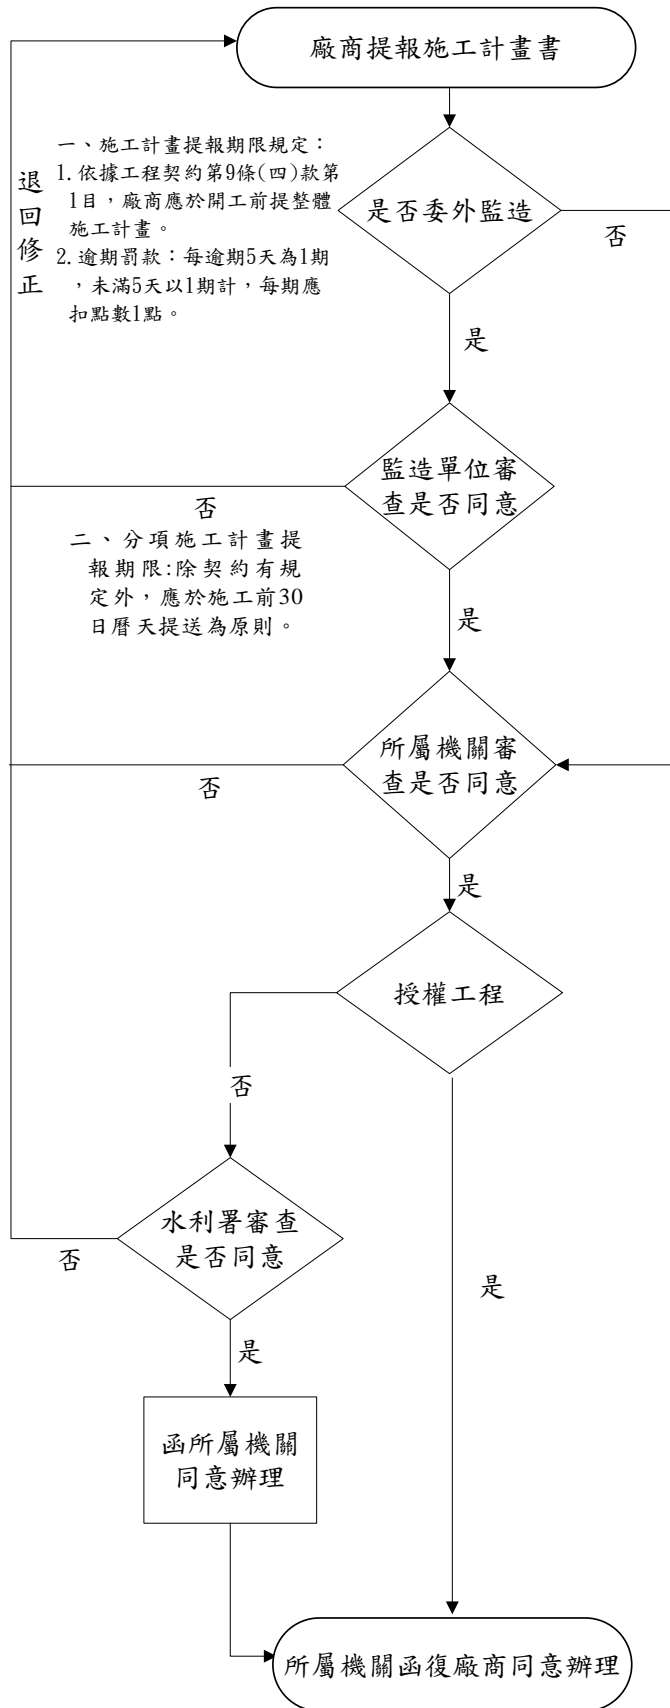 廠商提報施工計畫書
一、施工計畫提報期限規定：
1.依據工程契約第9條(四)款第
1目，廠商應於開工前提整體
施工計畫。
2.逾期罰款：每逾期5天為1期
，未滿5天以1期計，每期應
扣點數1點。
退
回
修
正
是否委外監造
否
是
監造單位審
查是否同意
否
二、分項施工計畫提
報期限:除契約有規
定外，應於施工前30
日曆天提送為原則。
是
所屬機關審
查是否同意
否
是
授權工程
否
水利署審查
是否同意
否
是
是
函所屬機關
同意辦理
所屬機關函復廠商同意辦理